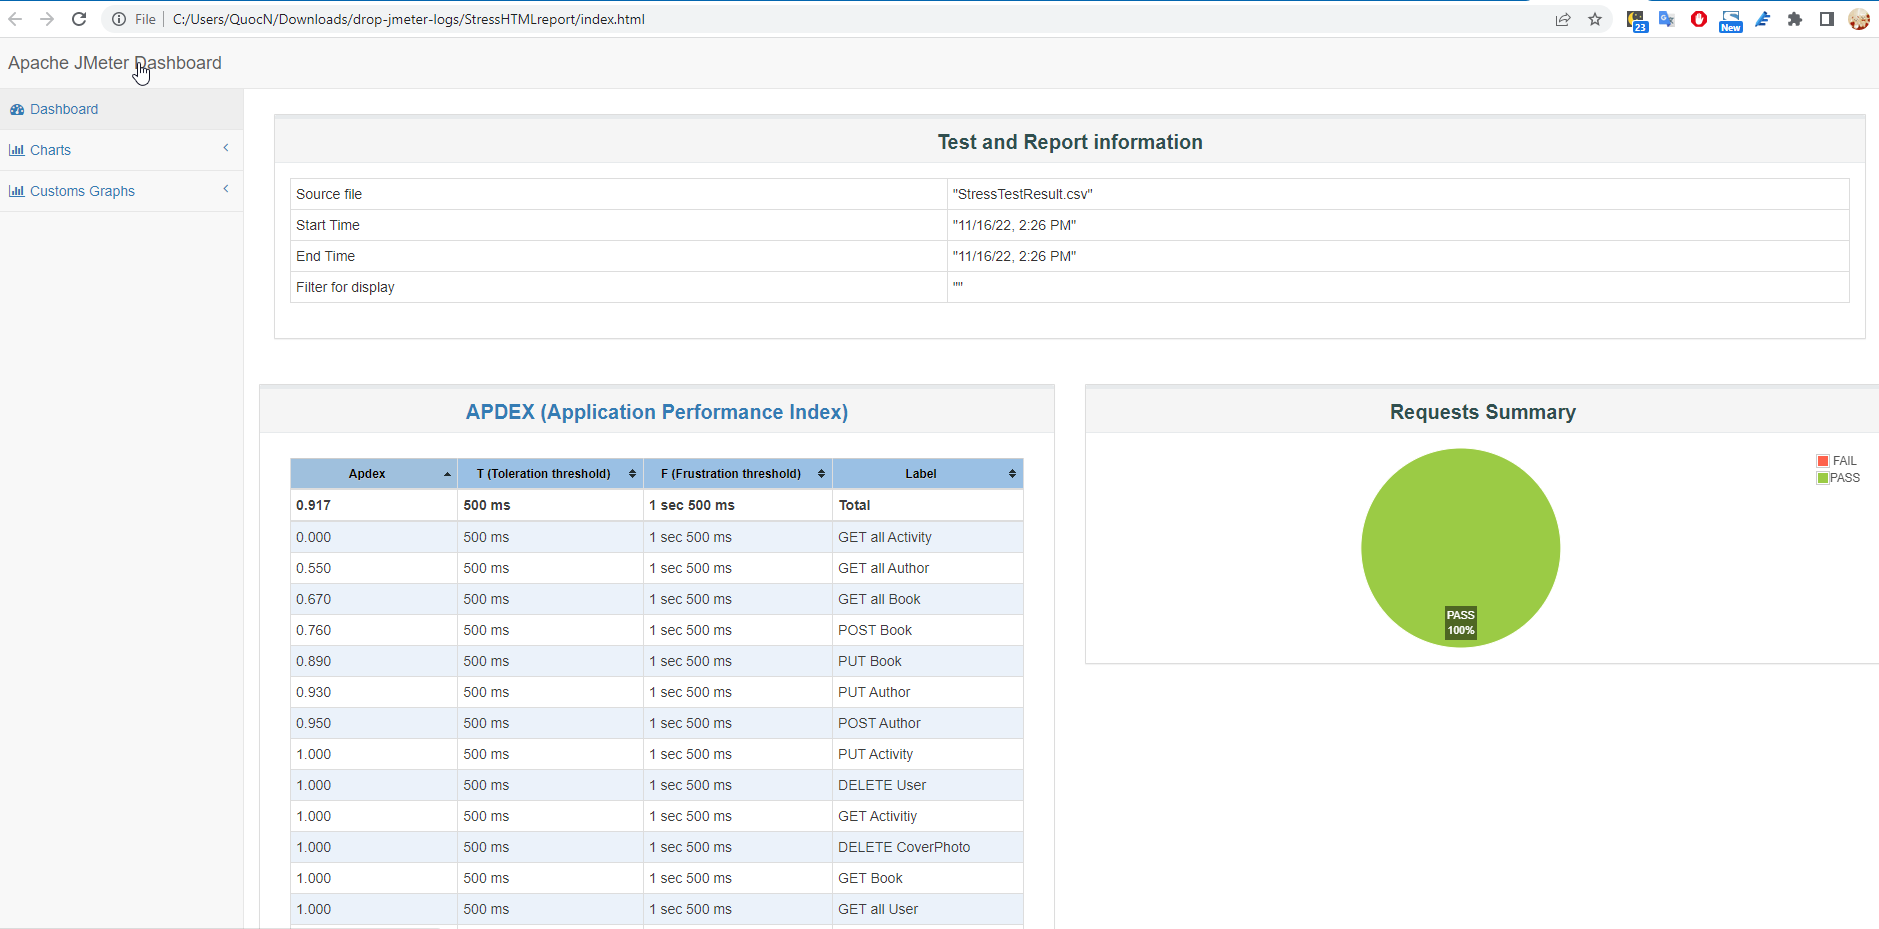 File C:/Users/QuocN/Downloads/drop-jmeter-logs/StressHTMLreport/index.html 23 New
Apache JMeter Dashboard
Dashboard
Charts
Customs Graphs
Test and Report information
Source file "StressTestResult.csv"
Start Time "11/16/22, 2:26 PM"
End Time "11/16/22, 2:26 PM"
Filter for display ""
APDEX (Application Performance Index)
Apdex T (Toleration threshold) F (Frustration threshold) Label
0.917 500 ms 1 sec 500 ms Total
0.000 500 ms 1 sec 500 ms GET all Activity
0.550 500 ms 1 sec 500 ms GET all Author
0.670 500 ms 1 sec 500 ms GET all Book
0.760 500 ms 1 sec 500 ms POST Book
0.890 500 ms 1 sec 500 ms PUT Book
0.930 500 ms 1 sec 500 ms PUT Author
0.950 500 ms 1 sec 500 ms POST Author
1.000 500 ms 1 sec 500 ms PUT Activity
1.000 500 ms 1 sec 500 ms DELETE User
1.000 500 ms 1 sec 500 ms GET Activitiy
1.000 500 ms 1 sec 500 ms DELETE CoverPhoto
1.000 500 ms 1 sec 500 ms GET Book
1.000 500 ms 1 sec 500 ms GET all User
Requests Summary
FAIL
PASS
PASS
100%